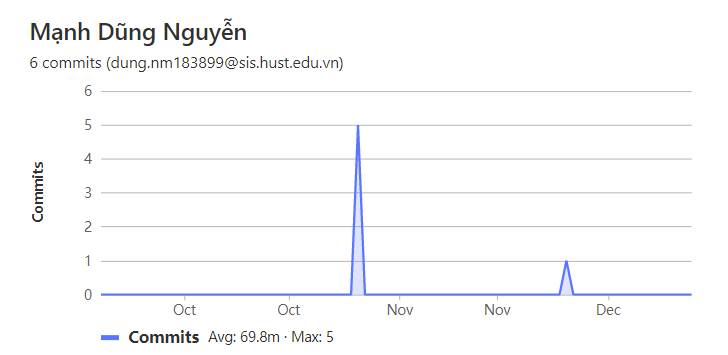 Mạnh Dũng Nguyễn
6 commits (dung.nm183899@sis.hust.edu.vn)
6
5
4
3
2
1
0
Commits
Oct Oct Nov Nov Dec
Commits Avg: 69.8m · Max: 5